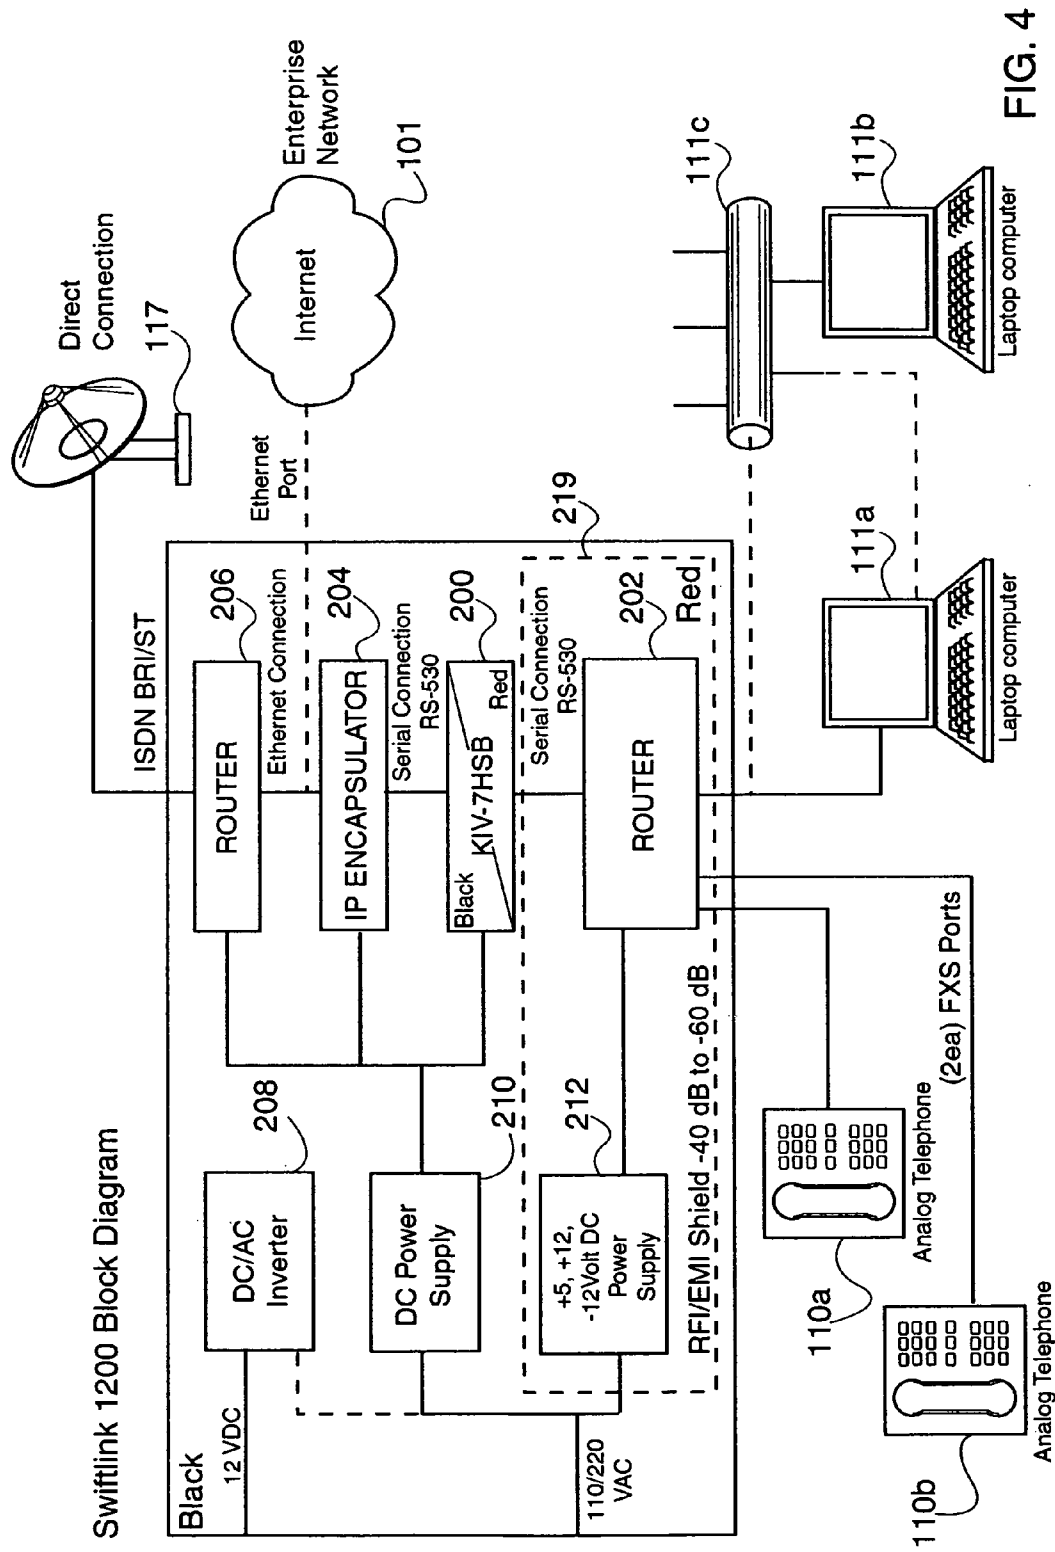 Swiftlink 1200 Block Diagram
Direct
Connection
117
ISDN BRI/ST
Enterprise
Network
101
Internet
Ethernet
Port
Black
12 VDC
DC/AC
Inverter
208
ROUTER
206
Ethernet Connection
DC Power
Supply
210
IP ENCAPSULATOR
204
Serial Connection
RS-530
Black
KIV-7HSB
Red
200
110/220
VAC
+5, +12,
-12Volt DC
Power
Supply
212
Serial Connection
RS-530
219
ROUTER
202
Red
RFI/EMI Shield -40 dB to -60 dB
111c
111b
Laptop computer
111a
Laptop computer
(2ea) FXS Ports
110a
Analog Telephone
110b
Analog Telephone
FIG. 4